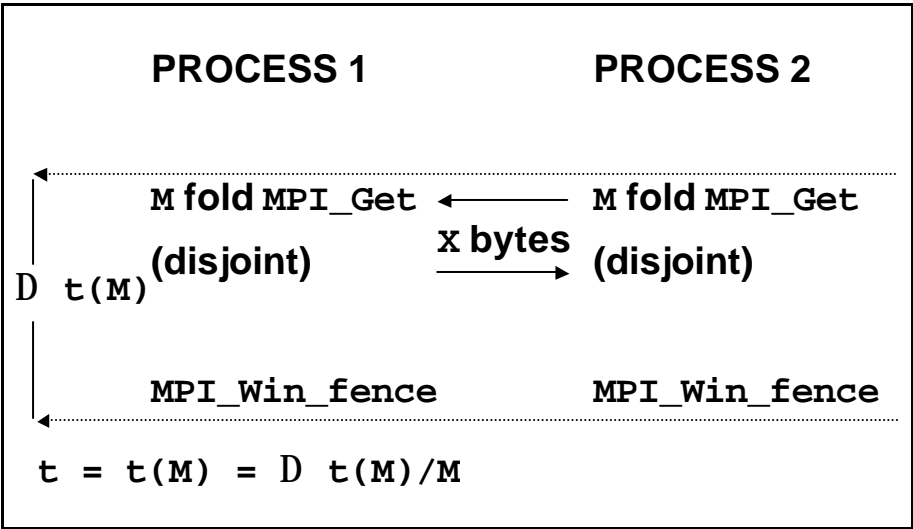 PROCESS 1 PROCESS 2
M fold MPI_Get M fold MPI_Get
X bytes
(disjoint) (disjoint)
D t(M)
MPI_Win_fence MPI_Win_fence
t = t(M) = D t(M)/M